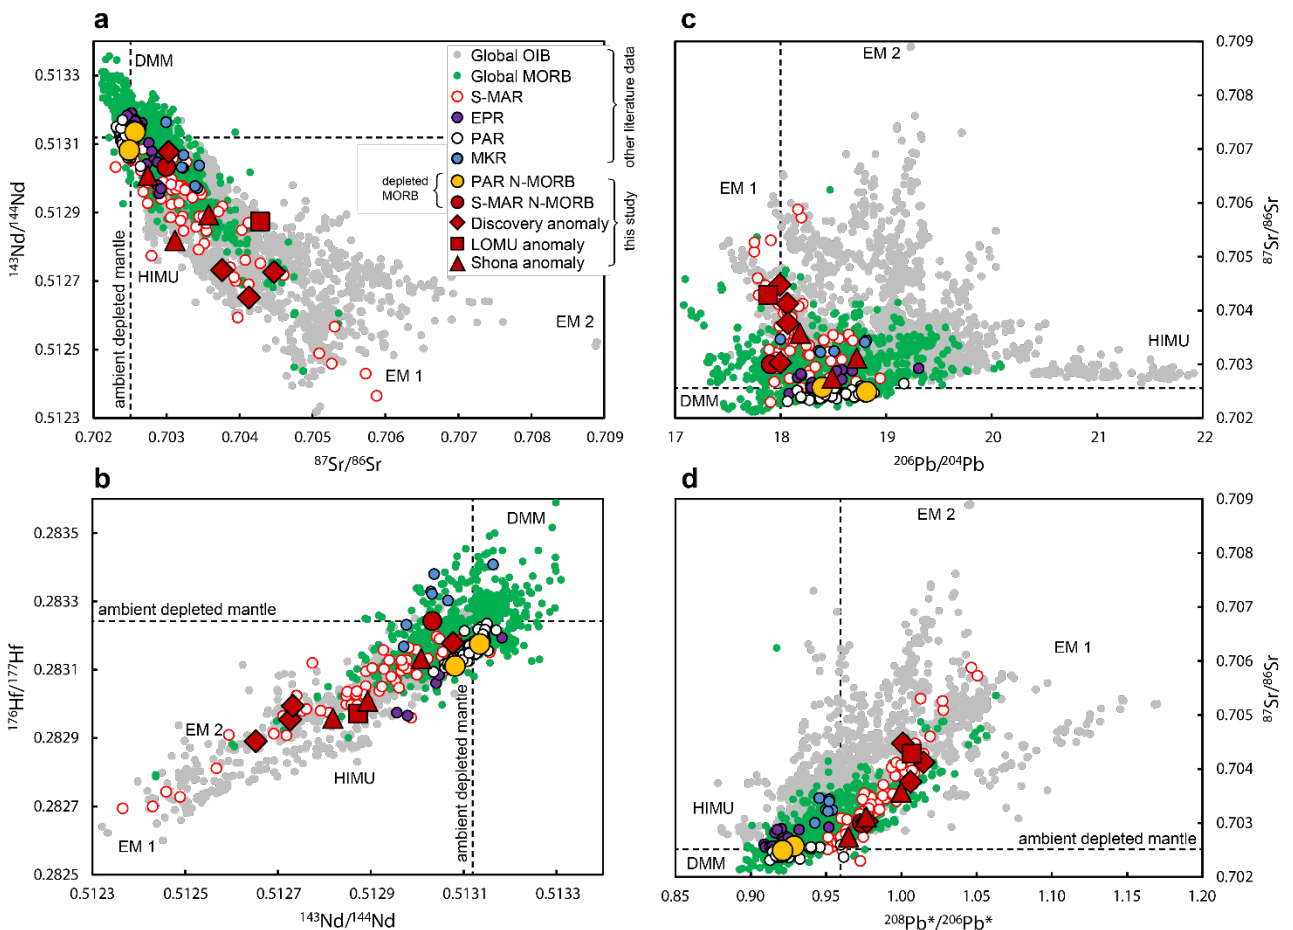 a
0.5133
0.5131
0.5129
0.5127
0.5125
0.5123
¹⁴³Nd/¹⁴⁴Nd
0.702
0.703
0.704
0.705
0.706
0.707
0.708
0.709
⁸⁷Sr/⁸⁶Sr
DMM
HIMU
EM 1
EM 2
ambient depleted mantle
Global OIB
Global MORB
S-MAR
EPR
PAR
MKR
PAR N-MORB
S-MAR N-MORB
Discovery anomaly
LOMU anomaly
Shona anomaly
other literature data
this study
depleted
MORB
c
EM 2
EM 1
HIMU
DMM
0.709
0.708
0.707
0.706
0.705
0.704
0.703
0.702
⁸⁷Sr/⁸⁶Sr
17
18
19
20
21
22
²⁰⁶Pb/²⁰⁴Pb
b
0.2835
0.2833
0.2831
0.2829
0.2827
0.2825
¹⁷⁶Hf/¹⁷⁷Hf
DMM
ambient depleted mantle
EM 2
HIMU
EM 1
ambient depleted mantle
0.5123
0.5125
0.5127
0.5129
0.5131
0.5133
¹⁴³Nd/¹⁴⁴Nd
d
EM 2
EM 1
HIMU
DMM
ambient depleted mantle
0.709
0.708
0.707
0.706
0.705
0.704
0.703
0.702
⁸⁷Sr/⁸⁶Sr
0.85
0.90
0.95
1.00
1.05
1.10
1.15
1.20
²⁰⁸Pb*/²⁰⁶Pb*